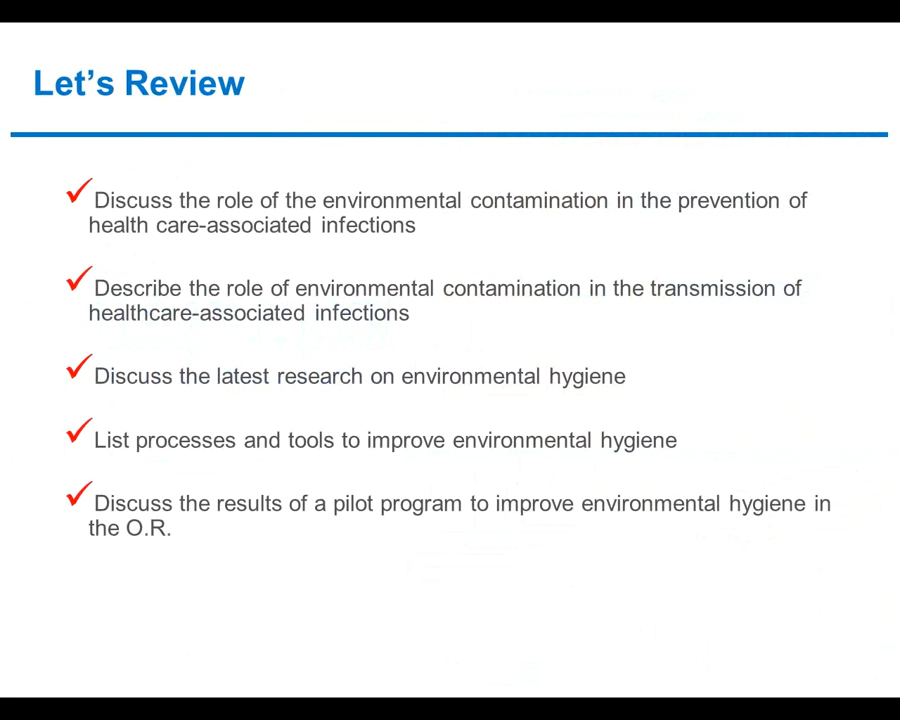 Let's Review
Discuss the role of the environmental contamination in the prevention of
health care-associated infections
Describe the role of environmental contamination in the transmission of
healthcare-associated infections
Discuss the latest research on environmental hygiene
List processes and tools to improve environmental hygiene
Discuss the results of a pilot program to improve environmental hygiene in
the O.R.